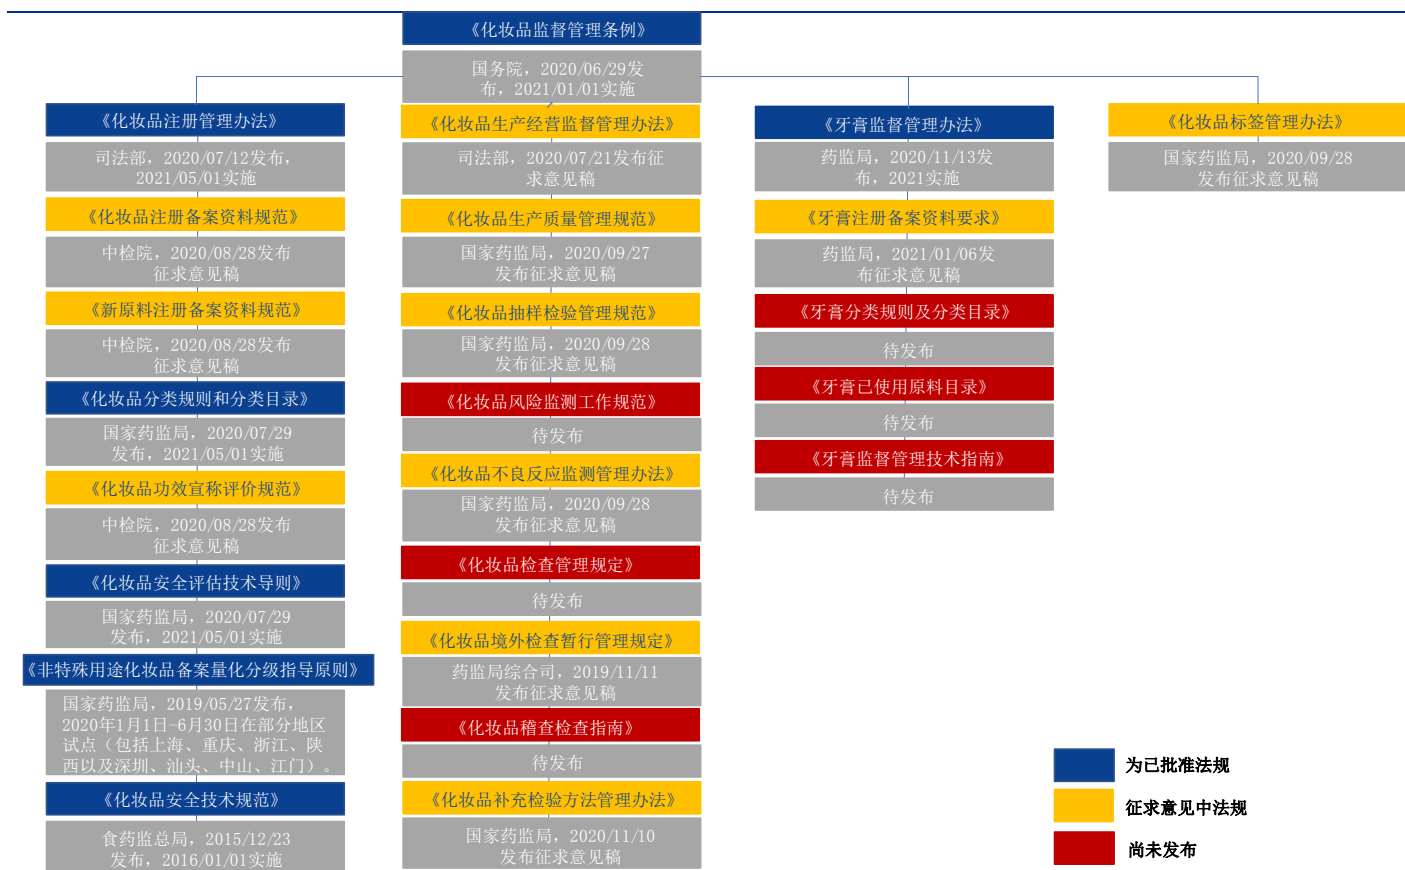 《化妆品监督管理条例》
国务院，2020/06/29发
布，2021/01/01实施
《化妆品注册管理办法》
司法部，2020/07/12发布，
2021/05/01实施
《化妆品注册备案资料规范》
中检院，2020/08/28发布
征求意见稿
《新原料注册备案资料规范》
中检院，2020/08/28发布
征求意见稿
《化妆品分类规则和分类目录》
国家药监局，2020/07/29
发布，2021/05/01实施
《化妆品功效宣称评价规范》
中检院，2020/08/28发布
征求意见稿
《化妆品安全评估技术导则》
国家药监局，2020/07/29
发布，2021/05/01实施
《非特殊用途化妆品备案量化分级指导原则》
国家药监局，2019/05/27发布，
2020年1月1日-6月30日在部分地区
试点（包括上海、重庆、浙江、陕
西以及深圳、汕头、中山、江门）。
《化妆品安全技术规范》
食药监总局，2015/12/23
发布，2016/01/01实施
《化妆品生产经营监督管理办法》
司法部，2020/07/21发布征
求意见稿
《化妆品生产质量管理规范》
国家药监局，2020/09/27
发布征求意见稿
《化妆品抽样检验管理规范》
国家药监局，2020/09/28
发布征求意见稿
《化妆品风险监测工作规范》
待发布
《化妆品不良反应监测管理办法》
国家药监局，2020/09/28
发布征求意见稿
《化妆品检查管理规定》
待发布
《化妆品境外检查暂行管理规定》
药监局综合司，2019/11/11
发布征求意见稿
《化妆品稽查检查指南》
待发布
《化妆品补充检验方法管理办法》
国家药监局，2020/11/10
发布征求意见稿
《牙膏监督管理办法》
药监局，2020/11/13发
布，2021实施
《牙膏注册备案资料要求》
药监局，2021/01/06发
布征求意见稿
《牙膏分类规则及分类目录》
待发布
《牙膏已使用原料目录》
待发布
《牙膏监督管理技术指南》
待发布
《化妆品标签管理办法》
国家药监局，2020/09/28
发布征求意见稿
为已批准法规
征求意见中法规
尚未发布